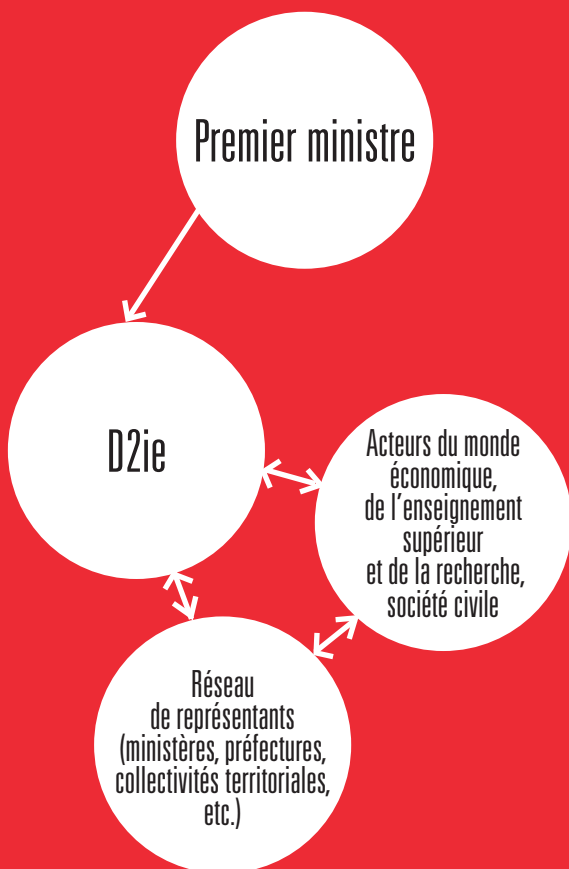 Premier ministre
D2ie
Acteurs du monde
économique,
de l'enseignement
supérieur
et de la recherche,
société civile
Réseau
de représentants
(ministères, préfectures,
collectivités territoriales,
etc.)